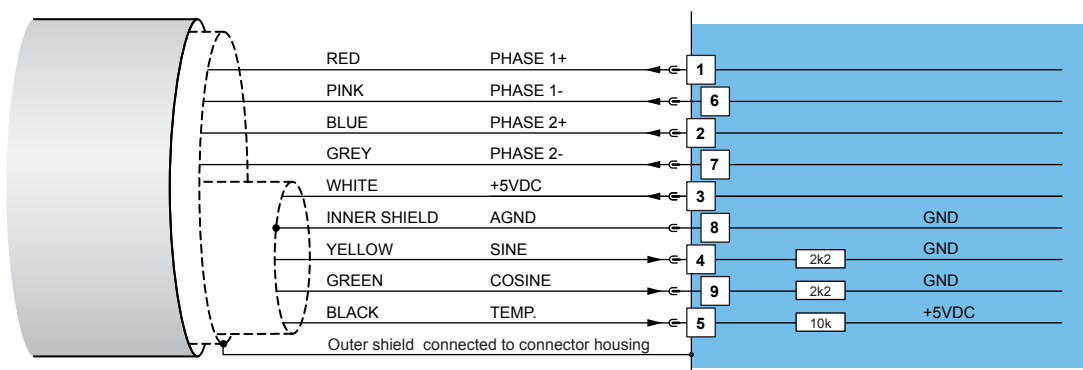 RED PHASE 1+ 1
PINK PHASE 1- 6
BLUE PHASE 2+ 2
GREY PHASE 2- 7
WHITE +5VDC 3
INNER SHIELD AGND 8 GND
YELLOW SINE 4 2k2 GND
GREEN COSINE 9 2k2 GND
BLACK TEMP. 5 10k +5VDC
Outer shield connected to connector housing